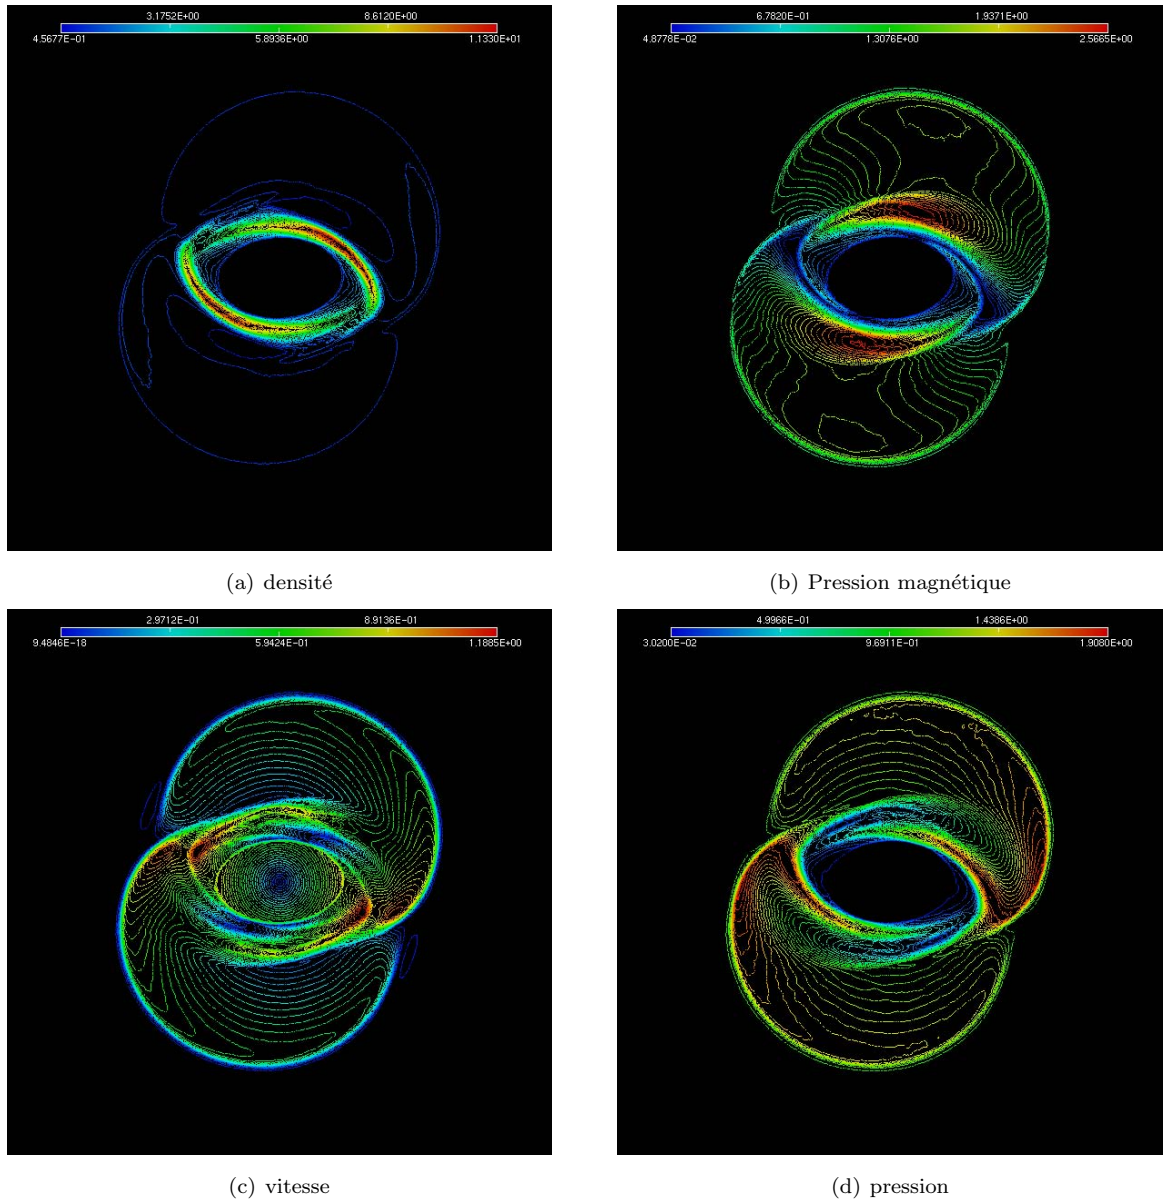 3.1752E+00 8.6120E+00
4.5677E-01 5.8936E+00 1.1330E+01
6.7820E-01 1.9371E+00
4.8778E-02 1.3076E+00 2.5665E+00
(a) densité
(b) Pression magnétique
2.9712E-01 8.9136E-01
9.4846E-18 5.9424E-01 1.1885E+00
4.9966E-01 1.4386E+00
3.0200E-02 9.6911E-01 1.9080E+00
(c) vitesse
(d) pression